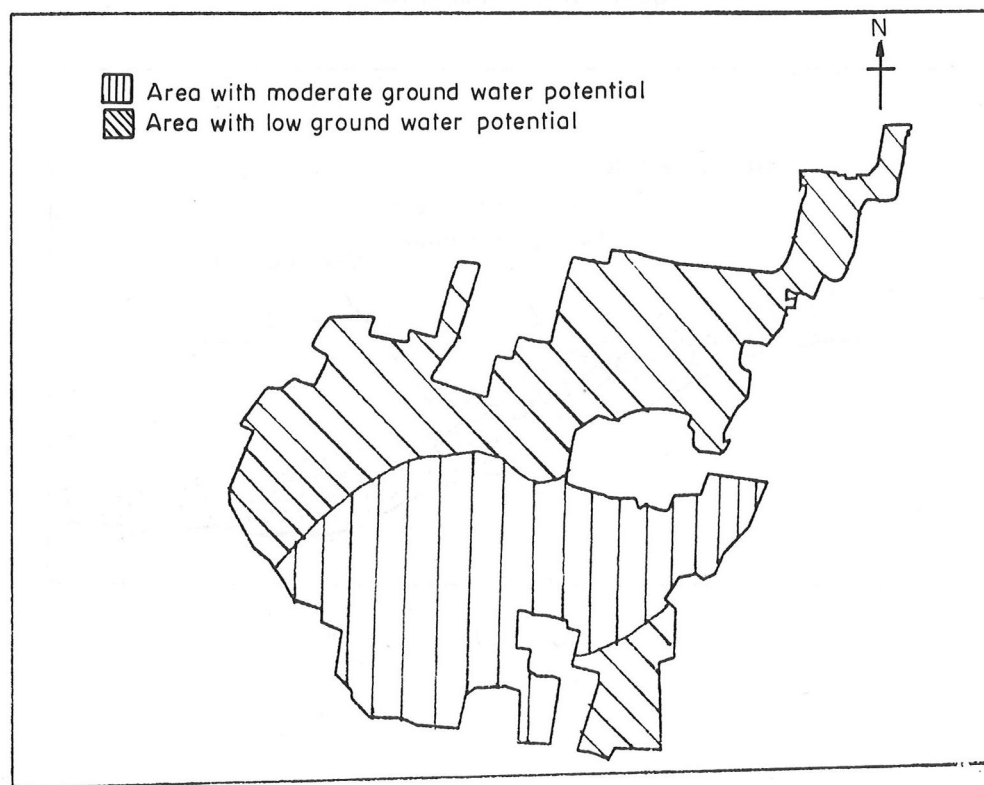 N
Area with moderate ground water potential
Area with low ground water potential